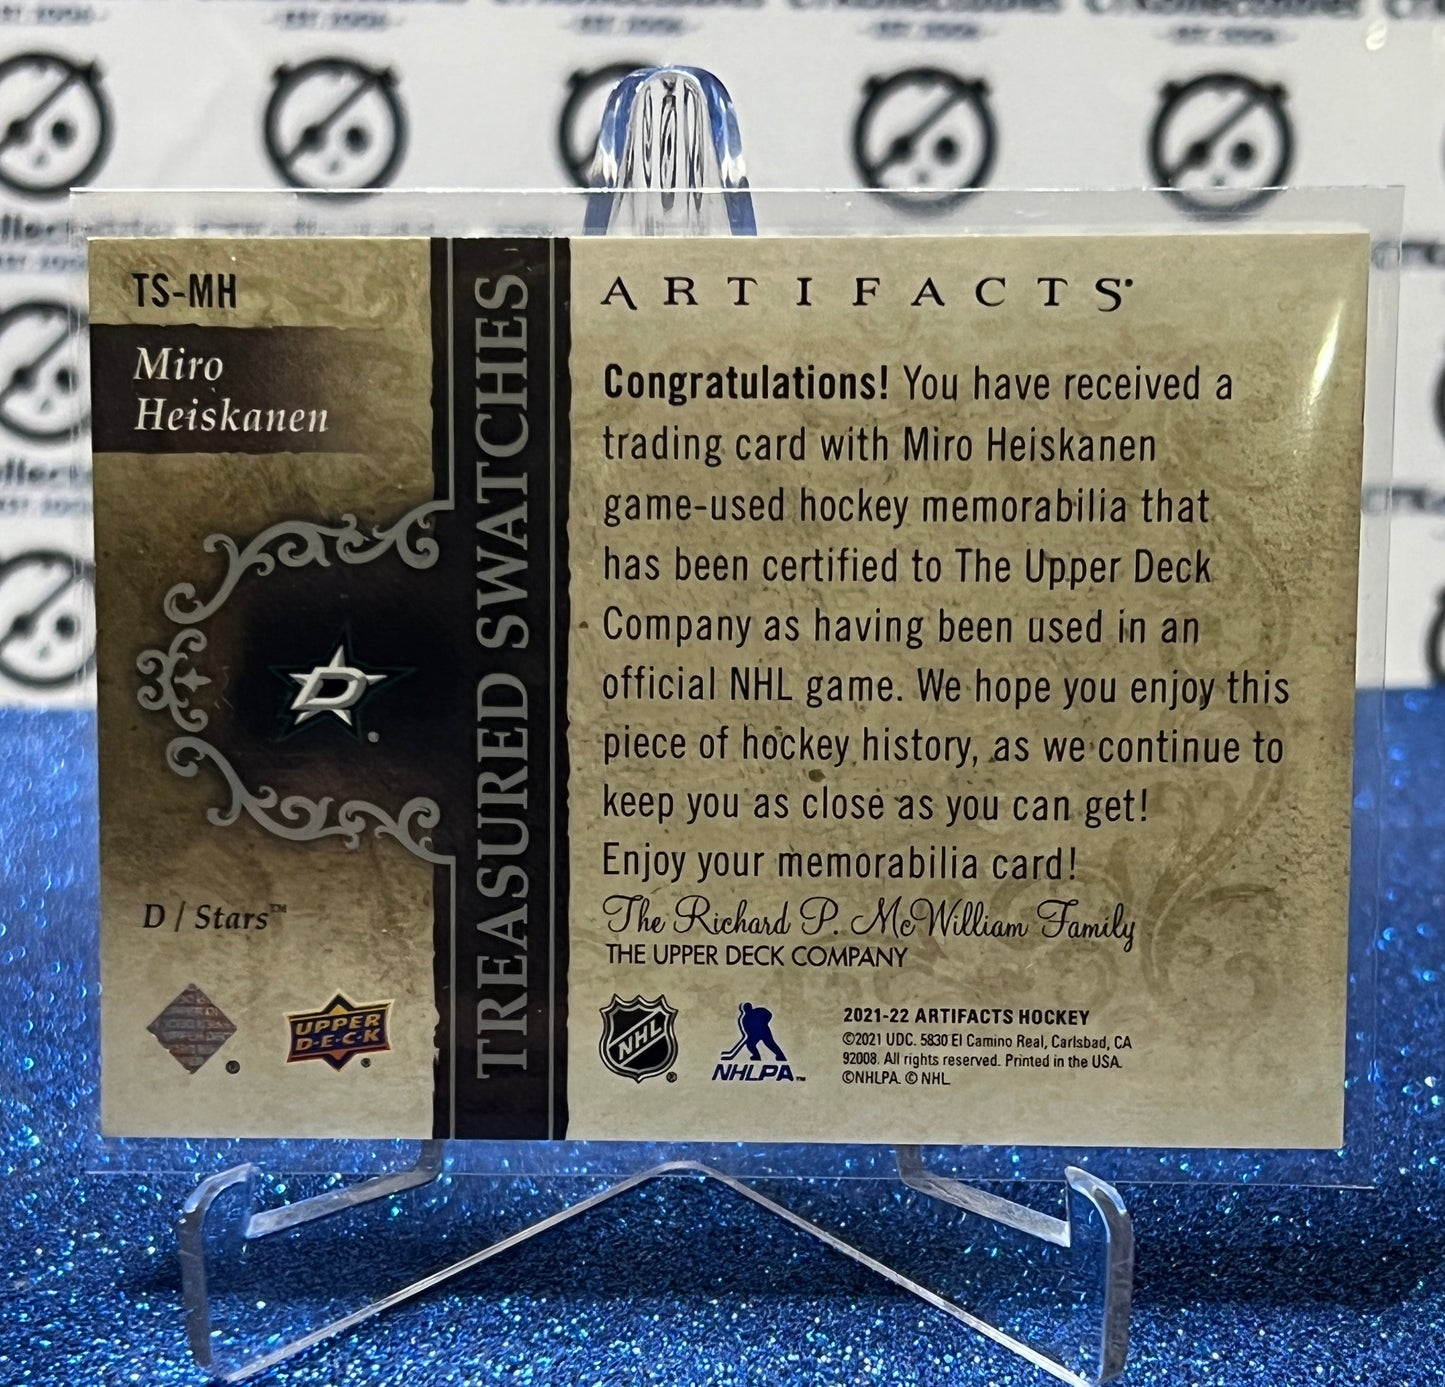 TS-MH
Miro
Heiskanen
D
D / Stars™
UPPER
D·E·C·K
®
TREASURED SWATCHES
ARTIFACTS®
Congratulations! You have received a
trading card with Miro Heiskanen
game-used hockey memorabilia that
has been certified to The Upper Deck
Company as having been used in an
official NHL game. We hope you enjoy this
piece of hockey history, as we continue to
keep you as close as you can get!
Enjoy your memorabilia card!
The Richard P. McWilliam Family
THE UPPER DECK COMPANY
NHL
NHLPA™
2021-22 ARTIFACTS HOCKEY
©2021 UDC. 5830 El Camino Real, Carlsbad, CA
92008. All rights reserved. Printed in the USA.
©NHLPA. © NHL